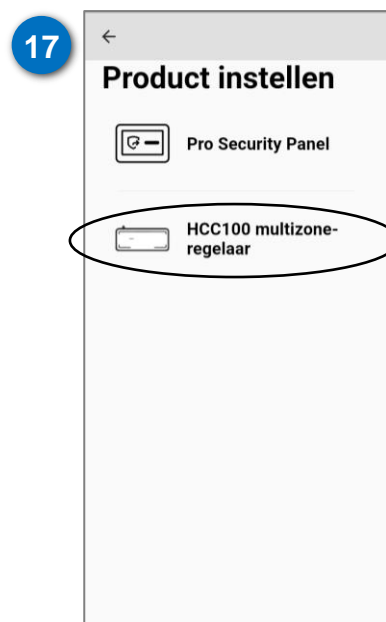 17
Product instellen
Pro Security Panel
HCC100 multizone-
regelaar